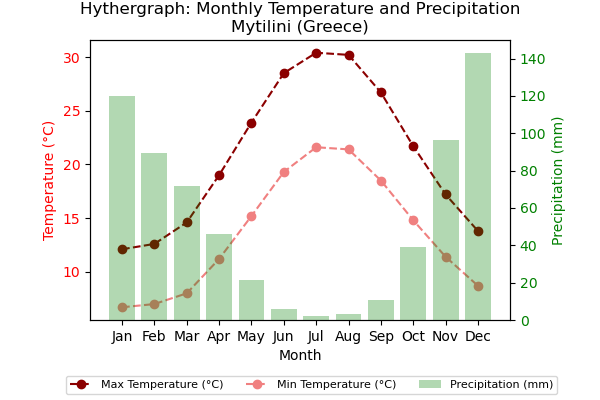 Hythergraph: Monthly Temperature and Precipitation
Mytilini (Greece)
30
25
20
15
10
Temperature (°C)
140
120
100
80
60
40
20
0
Precipitation (mm)
Jan Feb Mar Apr May Jun Jul Aug Sep Oct Nov Dec
Month
Max Temperature (°C) Min Temperature (°C) Precipitation (mm)